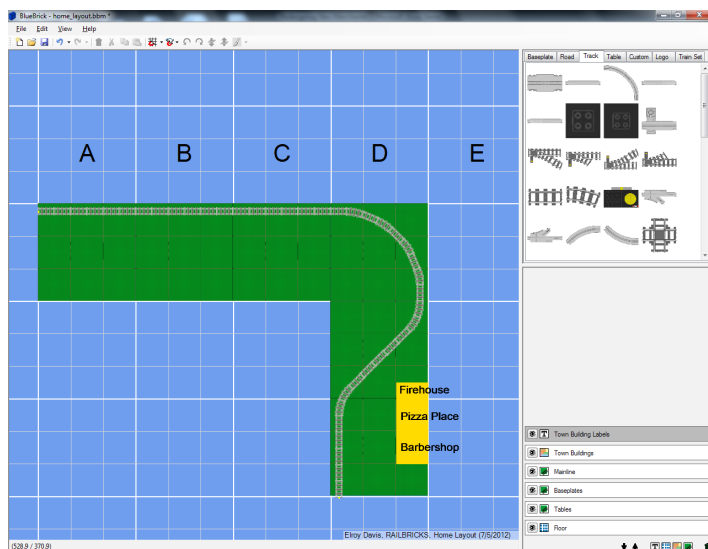 BlueBrick - home_layout.bbm *
File Edit View Help
Baseplate Road Track Table Custom Logo Train Set
A B C D E
Firehouse
Pizza Place
Barbershop
Town Building Labels
Town Buildings
Mainline
Baseplates
Tables
Floor
Elroy Davis, RAILBRICKS, Home Layout (7/5/2012)
(528.9 / 370.9)